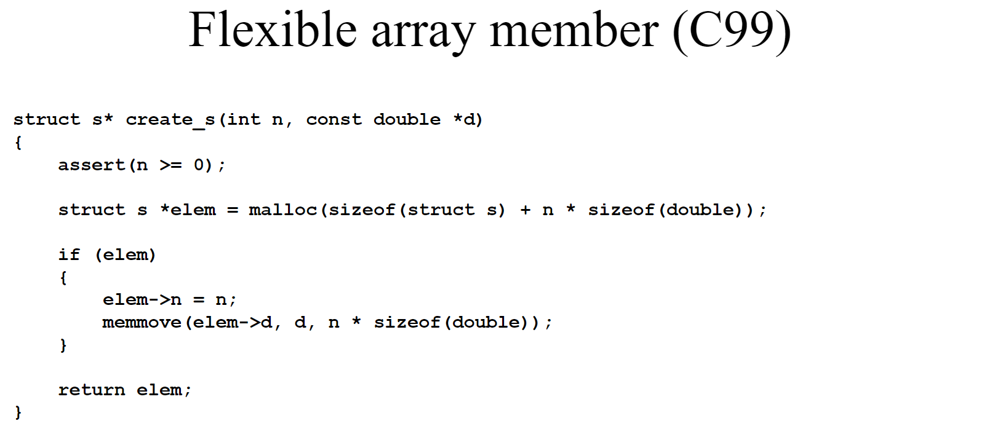 Flexible array member (C99)
struct s* create_s(int n, const double *d)
{
    assert(n >= 0);
    struct s *elem = malloc(sizeof(struct s) + n * sizeof(double));
    if (elem)
    {
        elem->n = n;
        memmove(elem->d, d, n * sizeof(double));
    }
    return elem;
}